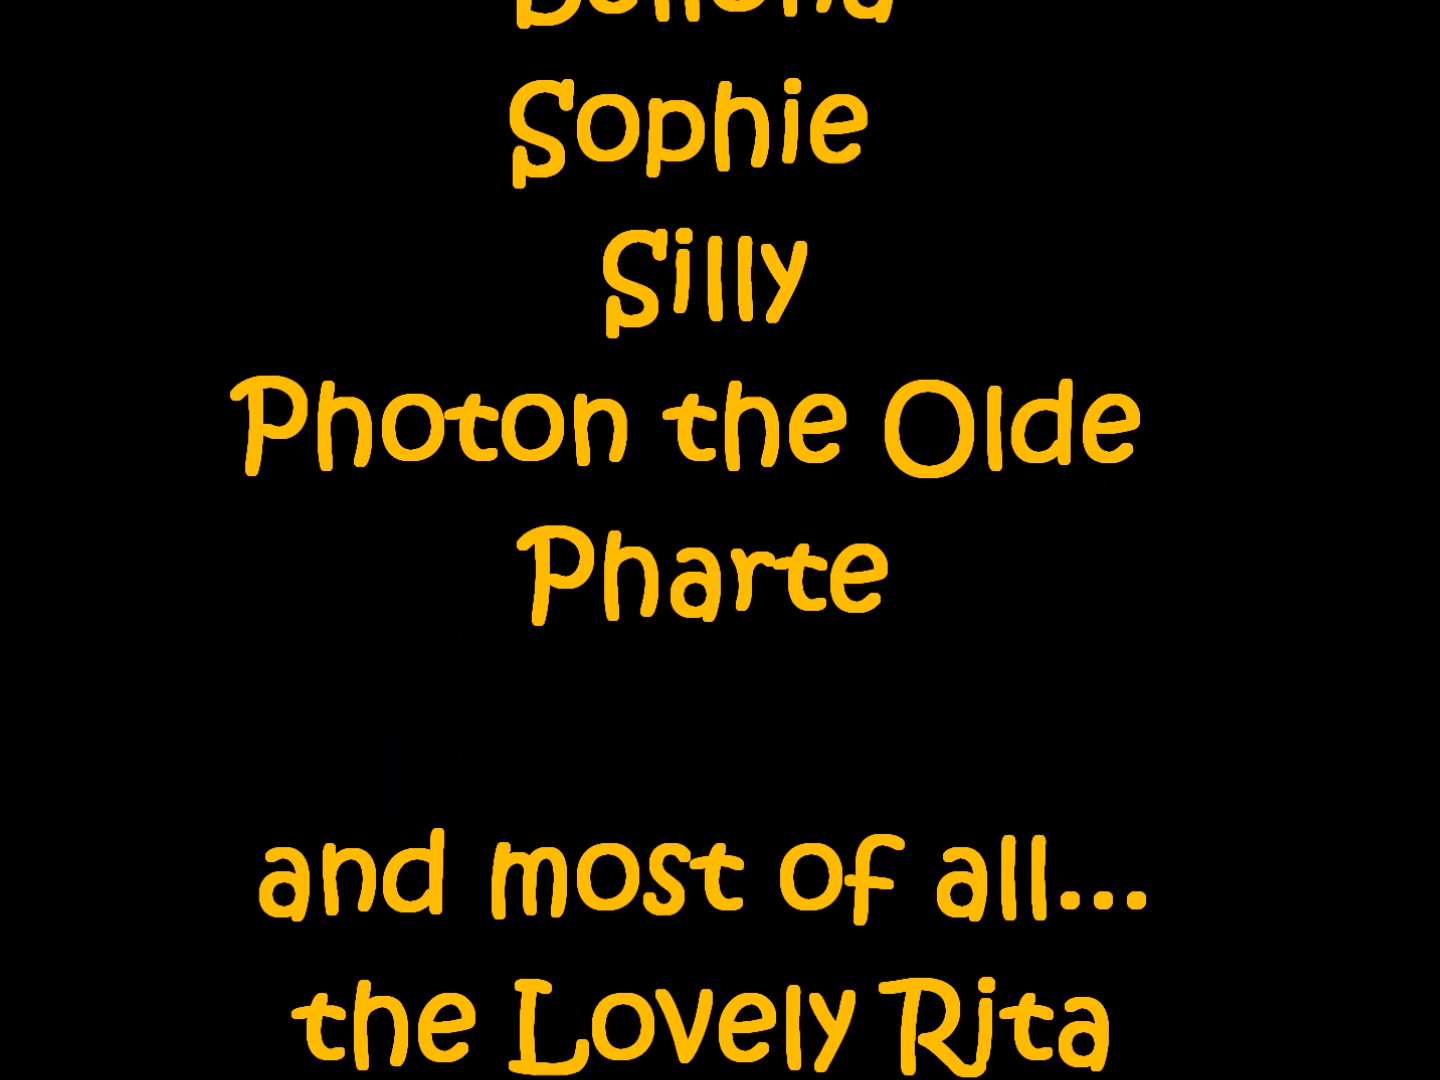 Sophie
Silly
Photon the Olde
Pharte
and most of all...
the Lovely Rita